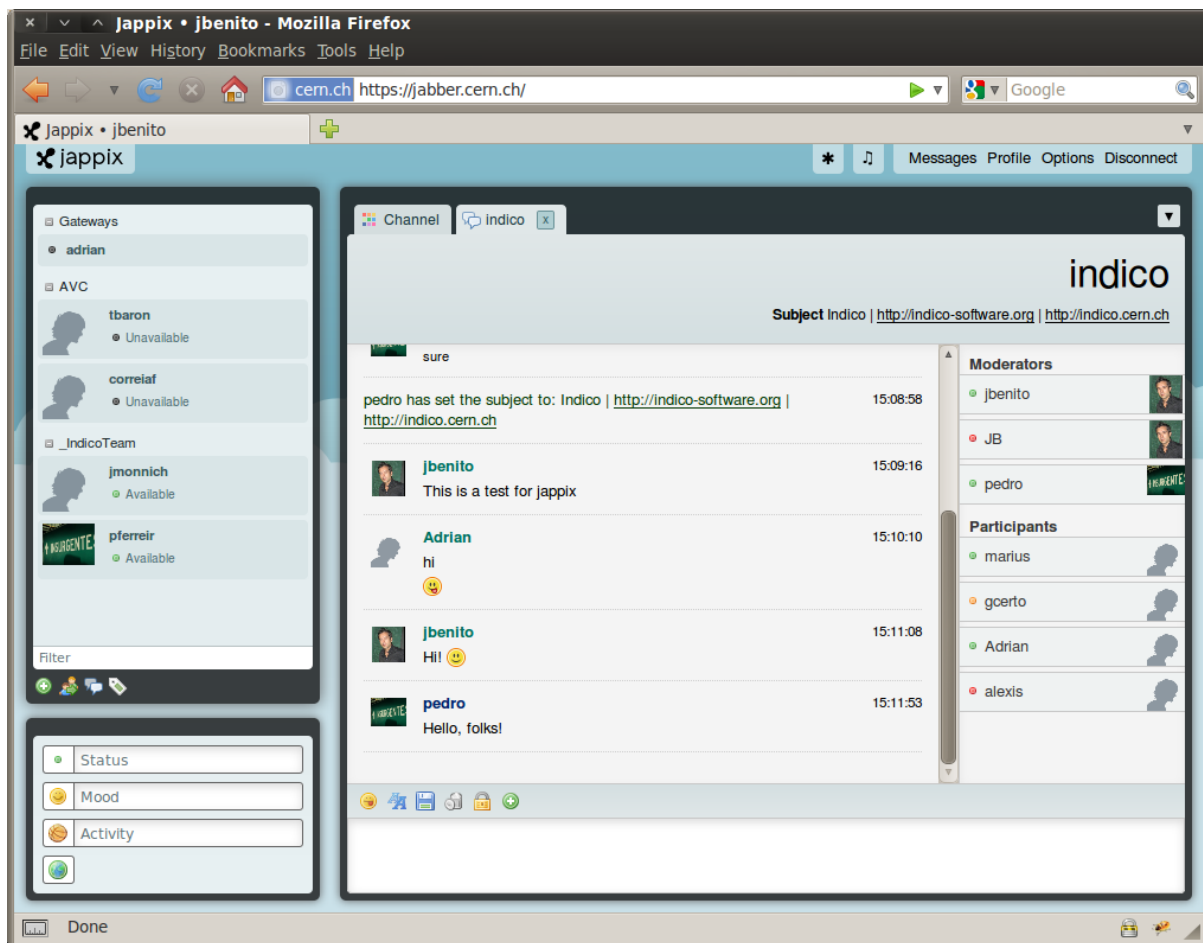 Jappix • jbenito - Mozilla Firefox
File Edit View History Bookmarks Tools Help
cern.ch https://jabber.cern.ch/
Google
Jappix • jbenito
jappix
Messages Profile Options Disconnect
Gateways
adrian
AVC
tbaron
Unavailable
correiaf
Unavailable
_IndicoTeam
jmonnich
Available
pferreir
Available
Filter
Status
Mood
Activity
Channel
indico
x
indico
Subject Indico | http://indico-software.org | http://indico.cern.ch
sure
pedro has set the subject to: Indico | http://indico-software.org | 15:08:58
http://indico.cern.ch
jbenito 15:09:16
This is a test for jappix
Adrian 15:10:10
hi
jbenito 15:11:08
Hi!
pedro 15:11:53
Hello, folks!
Moderators
jbenito
JB
pedro
Participants
marius
gcerto
Adrian
alexis
Done